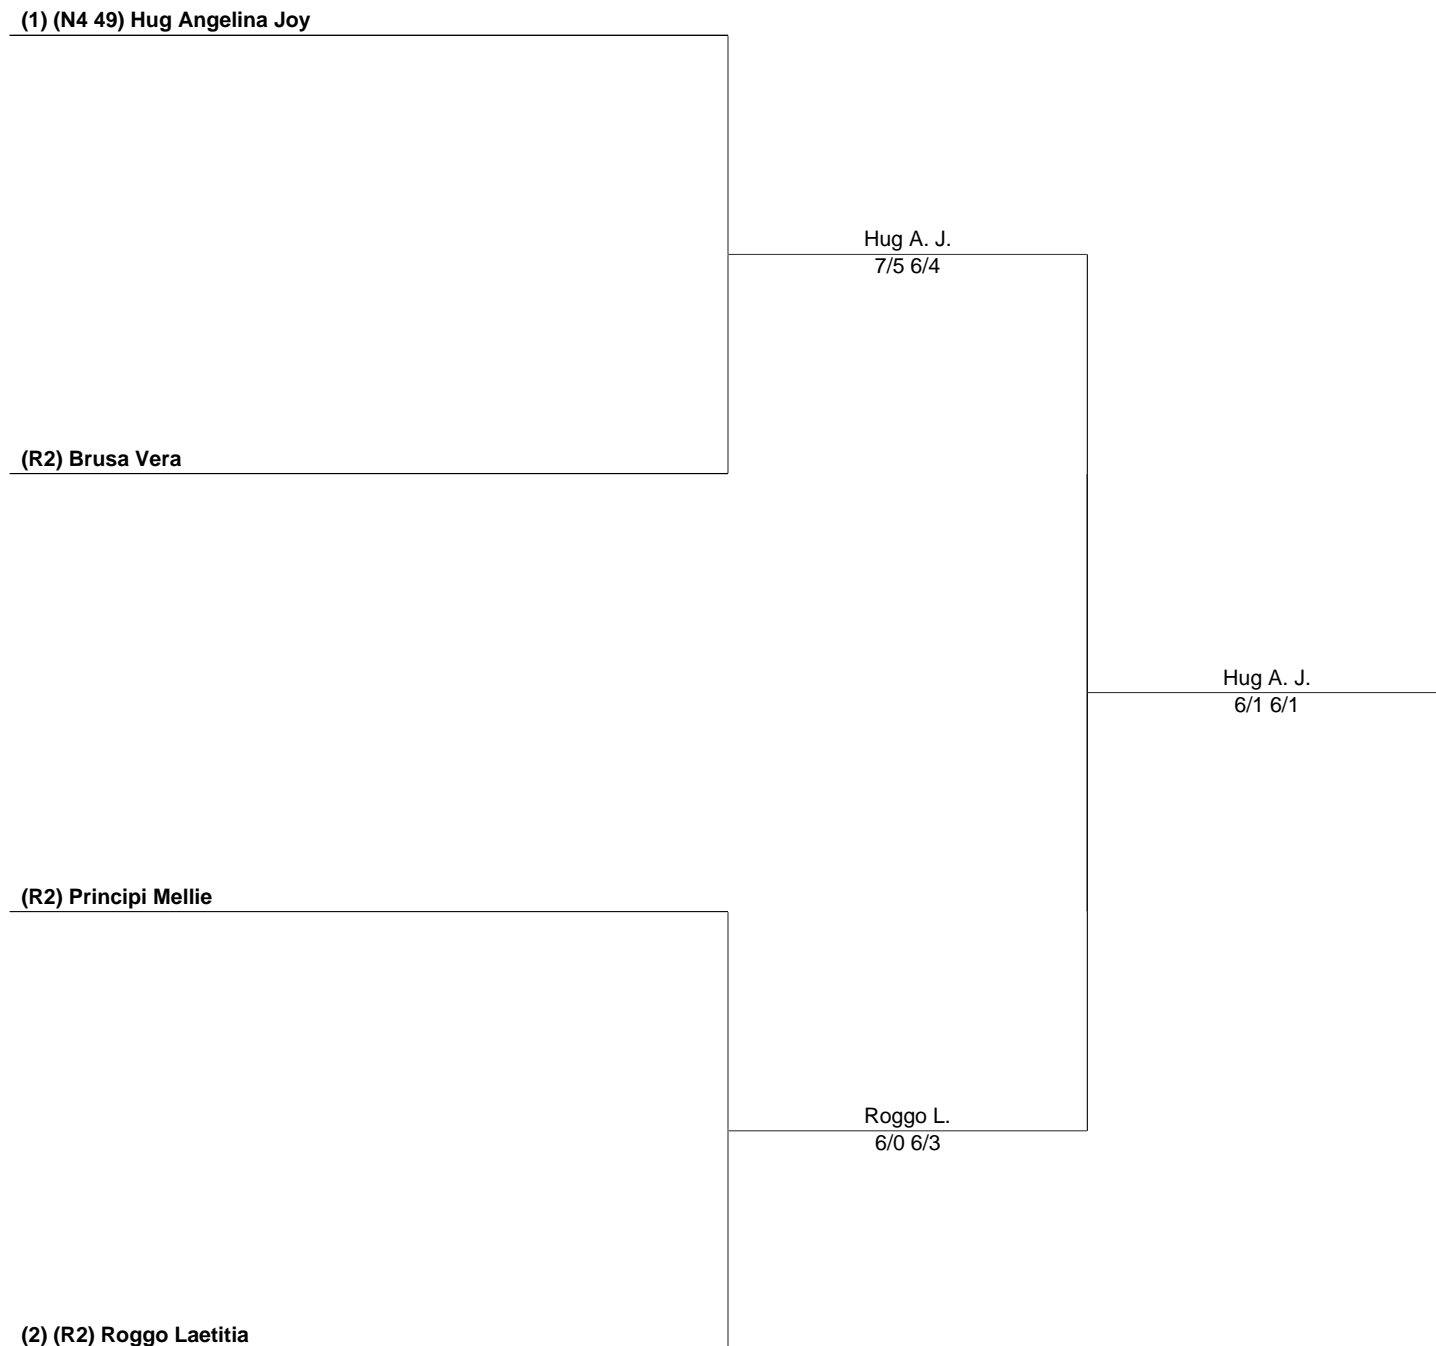 (1) (N4 49) Hug Angelina Joy
Hug A. J.
7/5 6/4
(R2) Brusa Vera
Hug A. J.
6/1 6/1
(R2) Principi Mellie
Roggo L.
6/0 6/3
(2) (R2) Roggo Laetitia